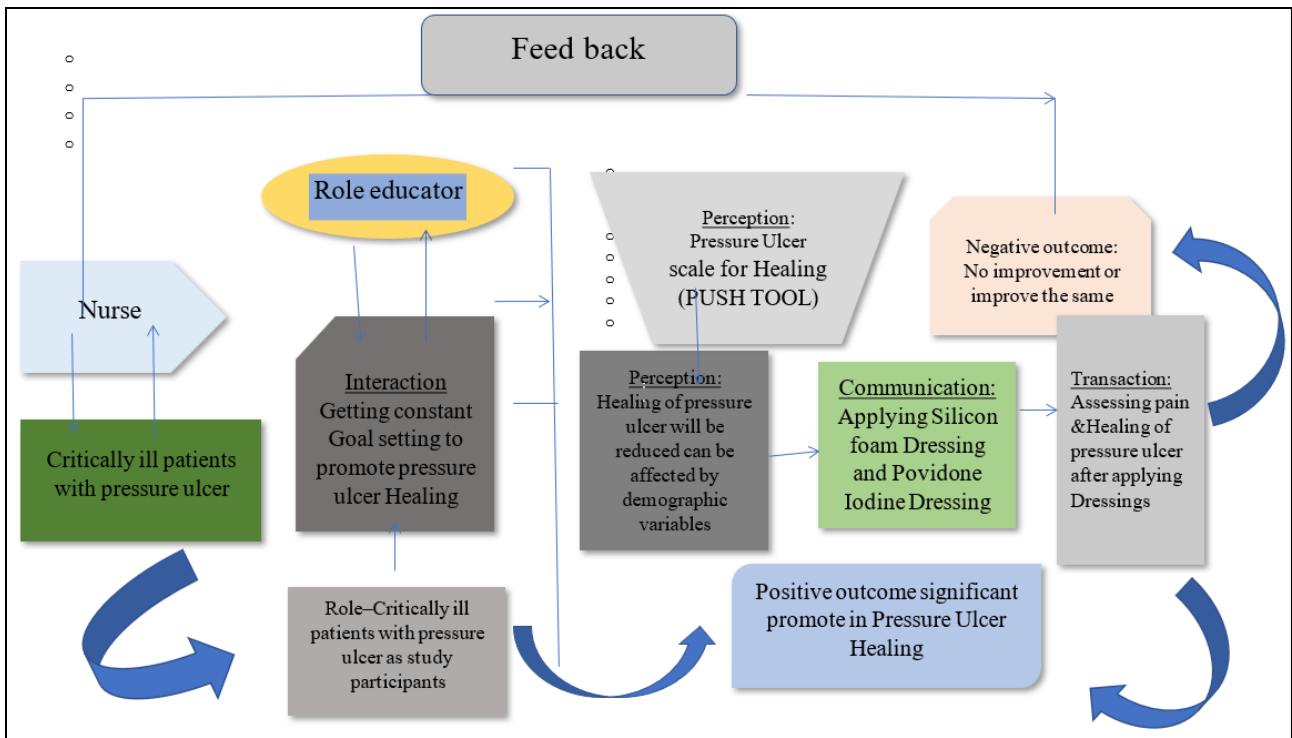 Feed back
Role educator
Nurse
Critically ill patients
with pressure ulcer
Interaction
Getting constant
Goal setting to
promote pressure
ulcer Healing
Role–Critically ill
patients with pressure
ulcer as study
participants
Perception:
Pressure Ulcer
scale for Healing
(PUSH TOOL)
Perception:
Healing of pressure
ulcer will be
reduced can be
affected by
demographic
variables
Communication:
Applying Silicon
foam Dressing
and Povidone
Iodine Dressing
Negative outcome:
No improvement or
improve the same
Transaction:
Assessing pain
&Healing of
pressure ulcer
after applying
Dressings
Positive outcome significant
promote in Pressure Ulcer
Healing